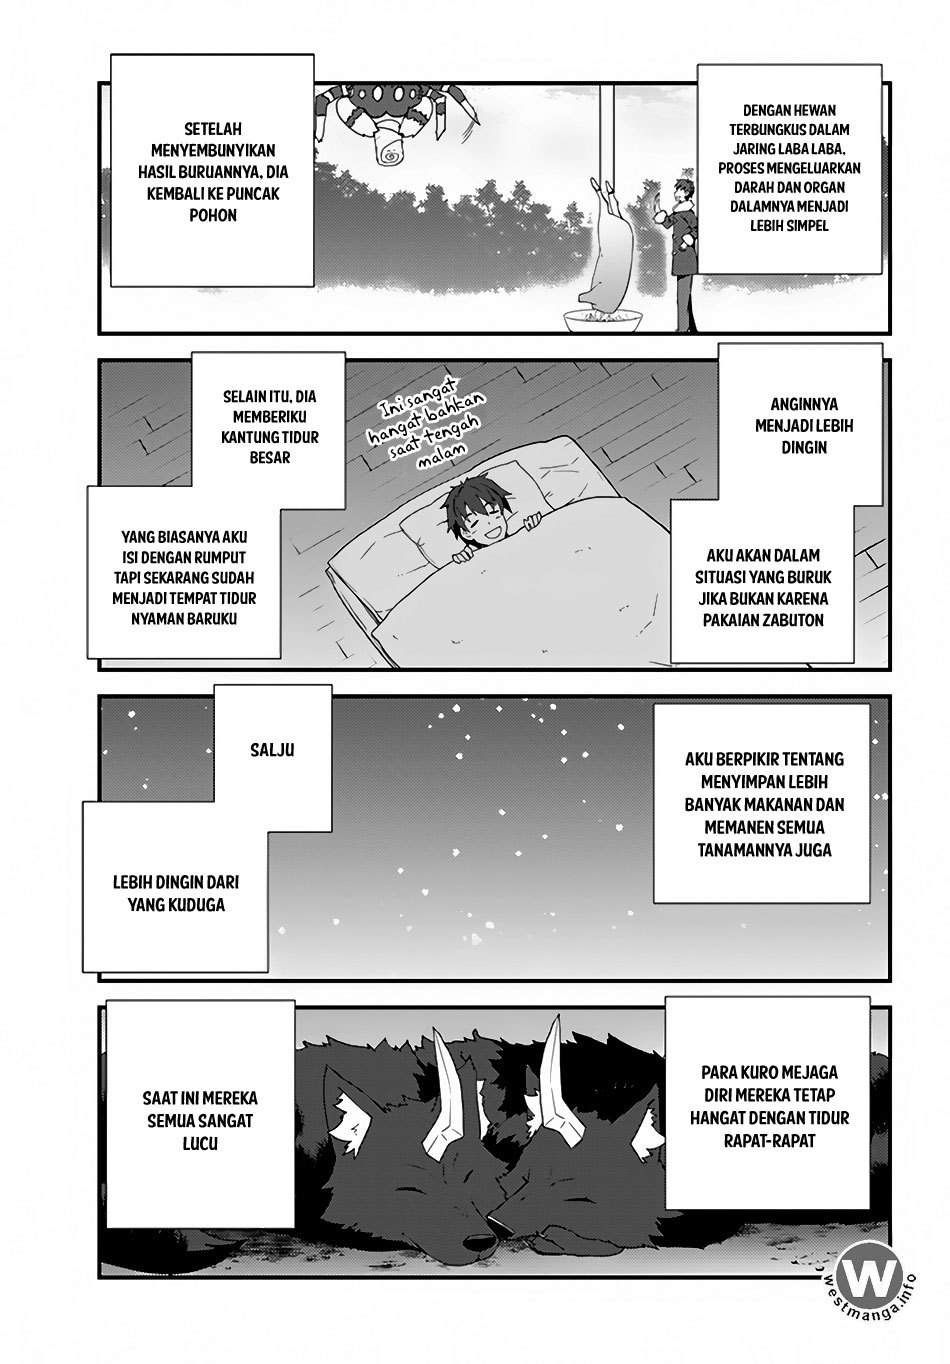 DENGAN HEWAN
TERBUNGKUS DALAM
JARING LABA LABA,
PROSES MENGELUARKAN
DARAH DAN ORGAN
DALAMNYA MENJADI
LEBIH SIMPEL
SETELAH
MENYEMBUNYIKAN
HASIL BURUANNYA, DIA
KEMBALI KE PUNCAK
POHON
ANGINNYA
MENJADI LEBIH
DINGIN
AKU AKAN DALAM
SITUASI YANG BURUK
JIKA BUKAN KARENA
PAKAIAN ZABUTON
Ini sangat
hangat bahkan
saat tengah
malam
SELAIN ITU, DIA
MEMBERIKU
KANTUNG TIDUR
BESAR
YANG BIASANYA AKU
ISI DENGAN RUMPUT
TAPI SEKARANG SUDAH
MENJADI TEMPAT TIDUR
NYAMAN BARUKU
AKU BERPIKIR TENTANG
MENYIMPAN LEBIH
BANYAK MAKANAN DAN
MEMANEN SEMUA
TANAMANNYA JUGA
SALJU
LEBIH DINGIN DARI
YANG KUDUGA
PARA KURO MEJAGA
DIRI MEREKA TETAP
HANGAT DENGAN TIDUR
RAPAT-RAPAT
SAAT INI MEREKA
SEMUA SANGAT
LUCU
W
westmanga.info